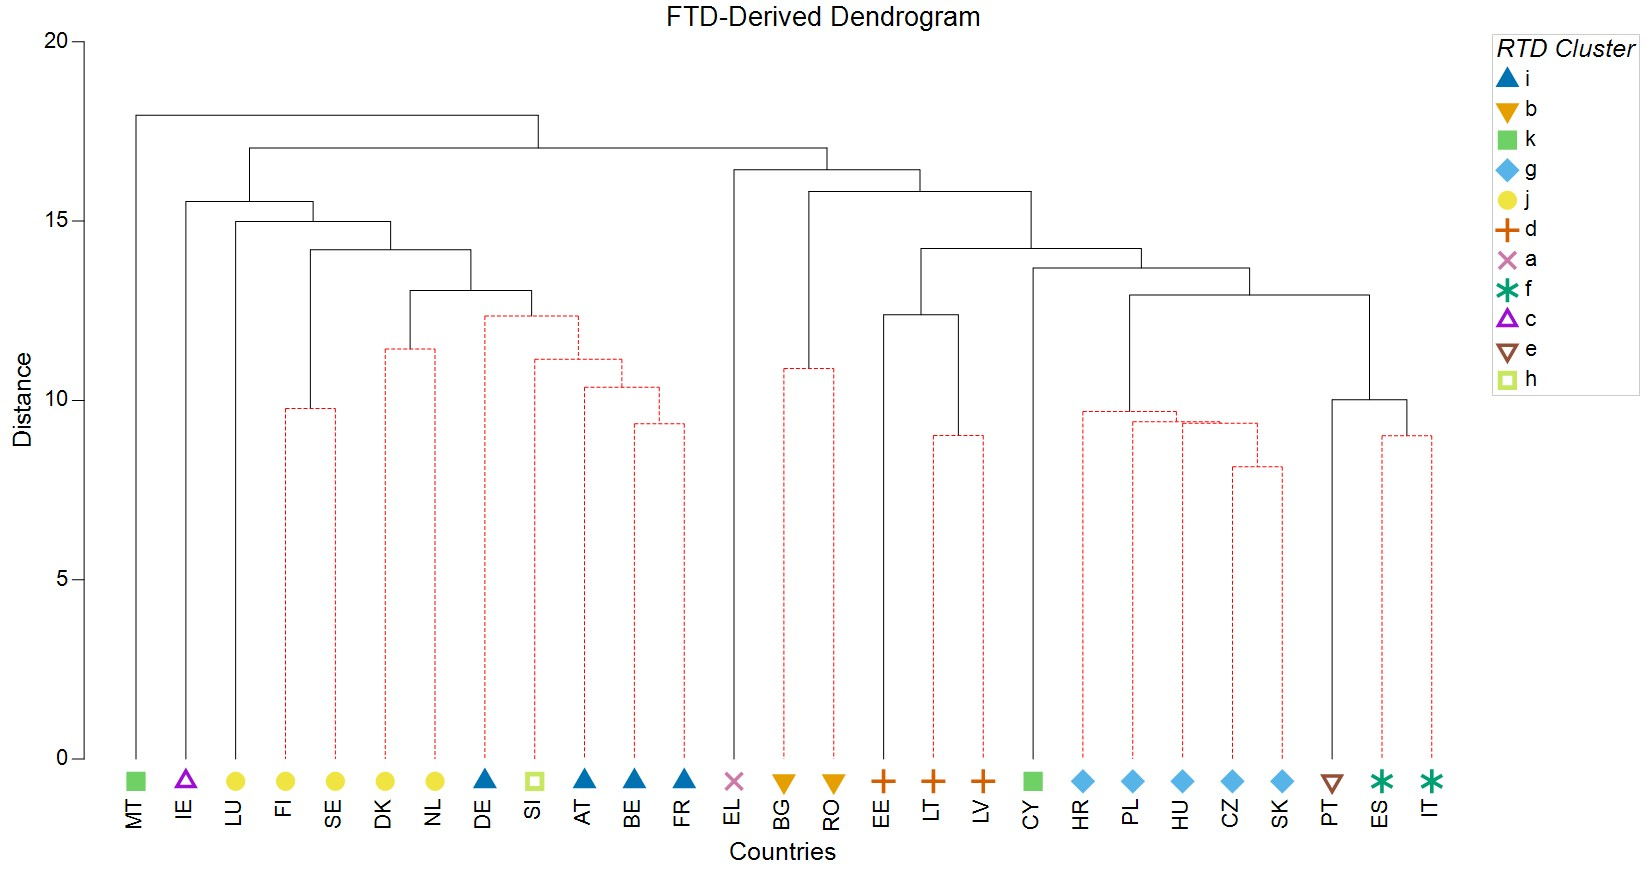 FTD-Derived Dendrogram
20
15
10
5
0
Distance
MT IE LU FI SE DK NL DE SI AT BE FR EL BG RO EE LT LV CY HR PL HU CZ SK PT ES IT
Countries
RTD Cluster
i
b
k
g
j
d
a
f
c
e
h